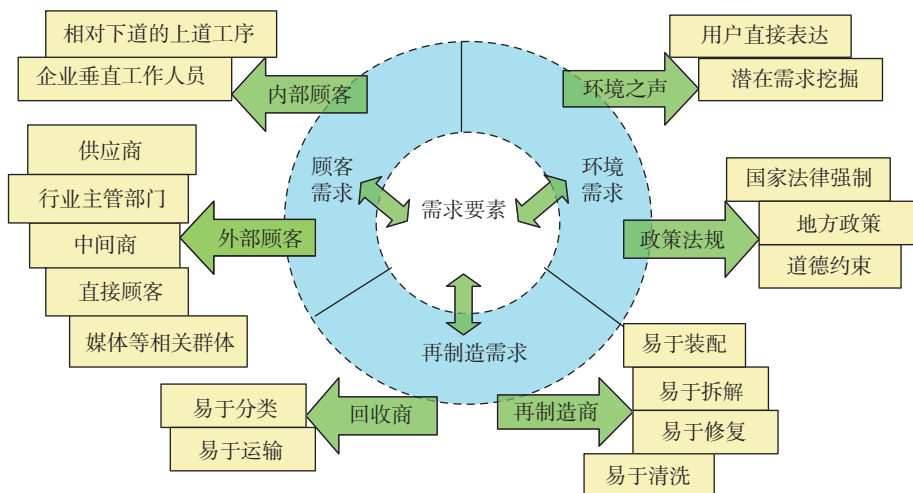 相对下道的上道工序
企业垂直工作人员
内部顾客
供应商
行业主管部门
中间商
直接顾客
媒体等相关群体
外部顾客
顾客
需求
需求要素
环境
需求
环境之声
用户直接表达
潜在需求挖掘
政策法规
国家法律强制
地方政策
道德约束
再制造需求
回收商
易于分类
易于运输
再制造商
易于装配
易于拆解
易于修复
易于清洗